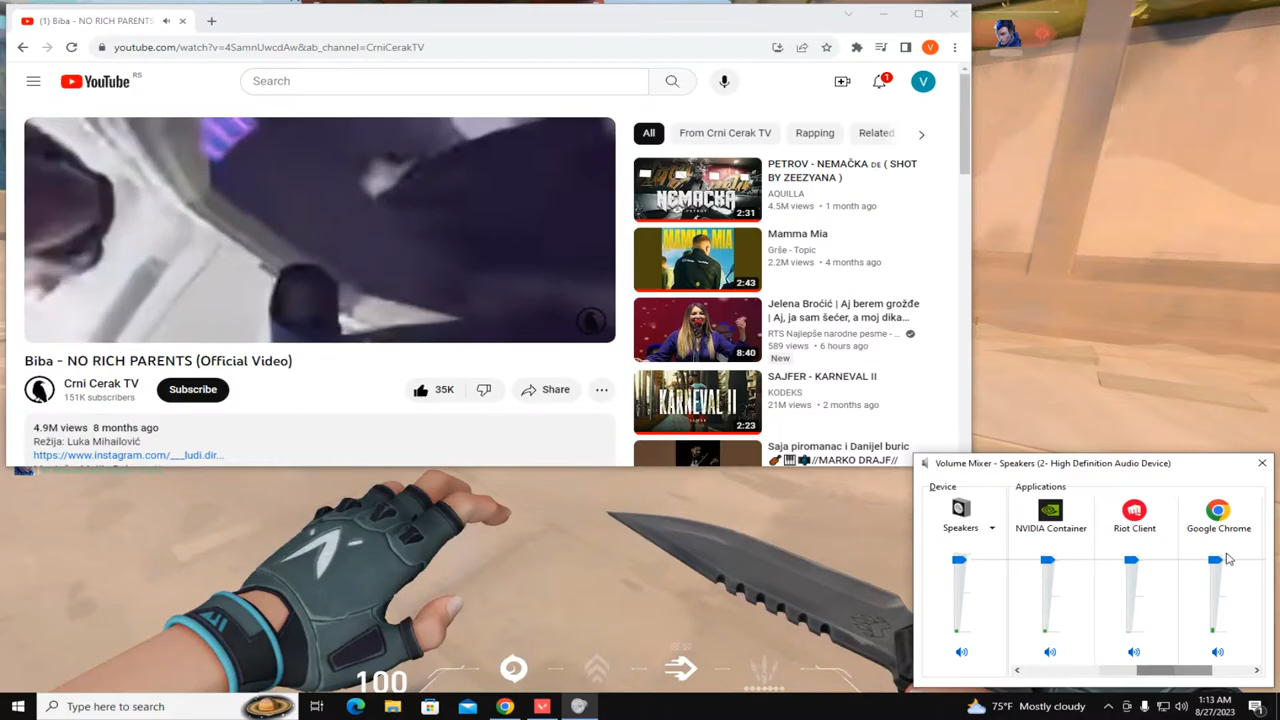 (1) Biba - NO RICH PARENTS
youtube.com/watch?v=4SamnUwcdAw&ab_channel=CrniCerakTV
V
YouTube RS
Search
1
V
All
From Crni Cerak TV
Rapping
Related
PETROV - NEMAČKA DE ( SHOT
BY ZEEZYANA )
AQUILLA
4.5M views • 1 month ago
NEMAČKA
2:31
Mamma Mia
Grše - Topic
2.2M views • 4 months ago
MAMMA MIA
2:43
Jelena Broćić | Aj berem grožđe
| Aj, ja sam šećer, a moj dika...
RTS Najlepše narodne pesme - ...
589 views • 6 hours ago
New
8:40
SAJFER - KARNEVAL II
KODEKS
21M views • 2 months ago
KARNEVAL II
2:23
Saja piromanac i Danijel buric
//MARKO DRAJF//
Biba - NO RICH PARENTS (Official Video)
Crni Cerak TV
151K subscribers
Subscribe
35K
Share
4.9M views 8 months ago
Režija: Luka Mihailović
https://www.instagram.com/___ludi.dir...
Volume Mixer - Speakers (2- High Definition Audio Device)
Device
Applications
Speakers
NVIDIA Container
Riot Client
Google Chrome
100
Type here to search
75°F Mostly cloudy
1:13 AM
8/27/2023
1